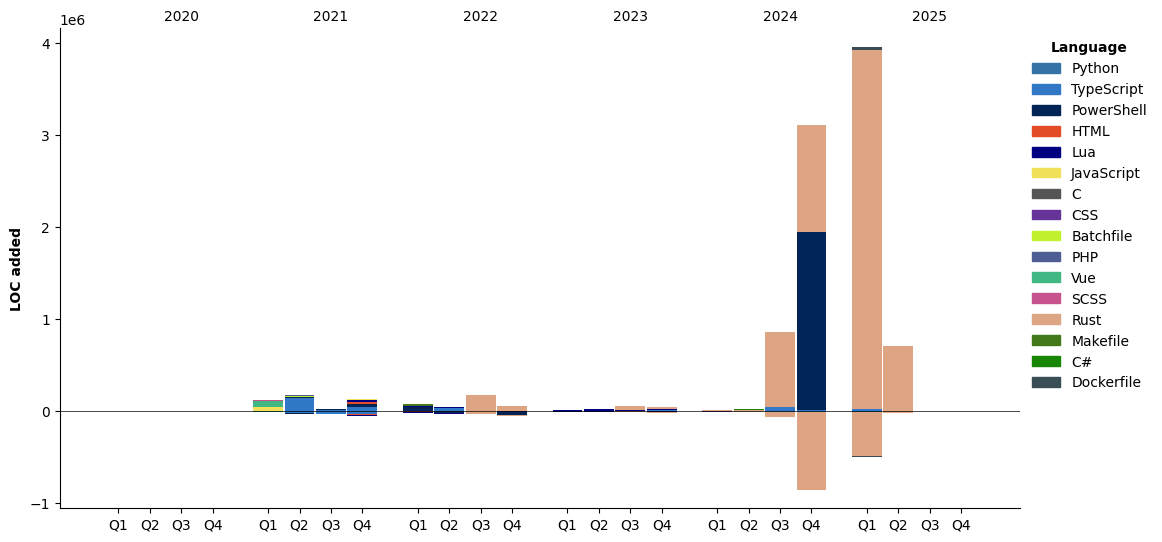 1e6
2020 2021 2022 2023 2024 2025
4
3
2
1
0
−1
LOC added
Q1 Q2 Q3 Q4 Q1 Q2 Q3 Q4 Q1 Q2 Q3 Q4 Q1 Q2 Q3 Q4 Q1 Q2 Q3 Q4 Q1 Q2 Q3 Q4
Language
Python
TypeScript
PowerShell
HTML
Lua
JavaScript
C
CSS
Batchfile
PHP
Vue
SCSS
Rust
Makefile
C#
Dockerfile